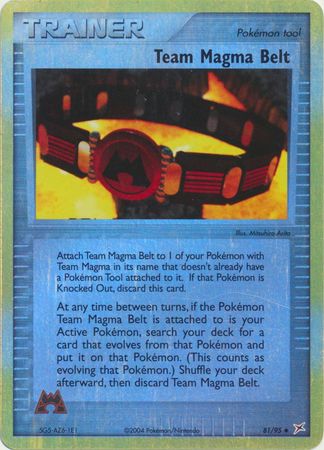 TRAINER
Pokémon tool
Team Magma Belt
Illus. Mitsuhiro Arita
Attach Team Magma Belt to 1 of your Pokémon with
Team Magma in its name that doesn't already have
a Pokémon Tool attached to it. If that Pokémon is
Knocked Out, discard this card.
At any time between turns, if the Pokémon
Team Magma Belt is attached to is your
Active Pokémon, search your deck for a
card that evolves from that Pokémon and
put it on that Pokémon. (This counts as
evolving that Pokémon.) Shuffle your deck
afterward, then discard Team Magma Belt.
SG5-AZ6-1E1
©2004 Pokémon/Nintendo
81/95 ◆